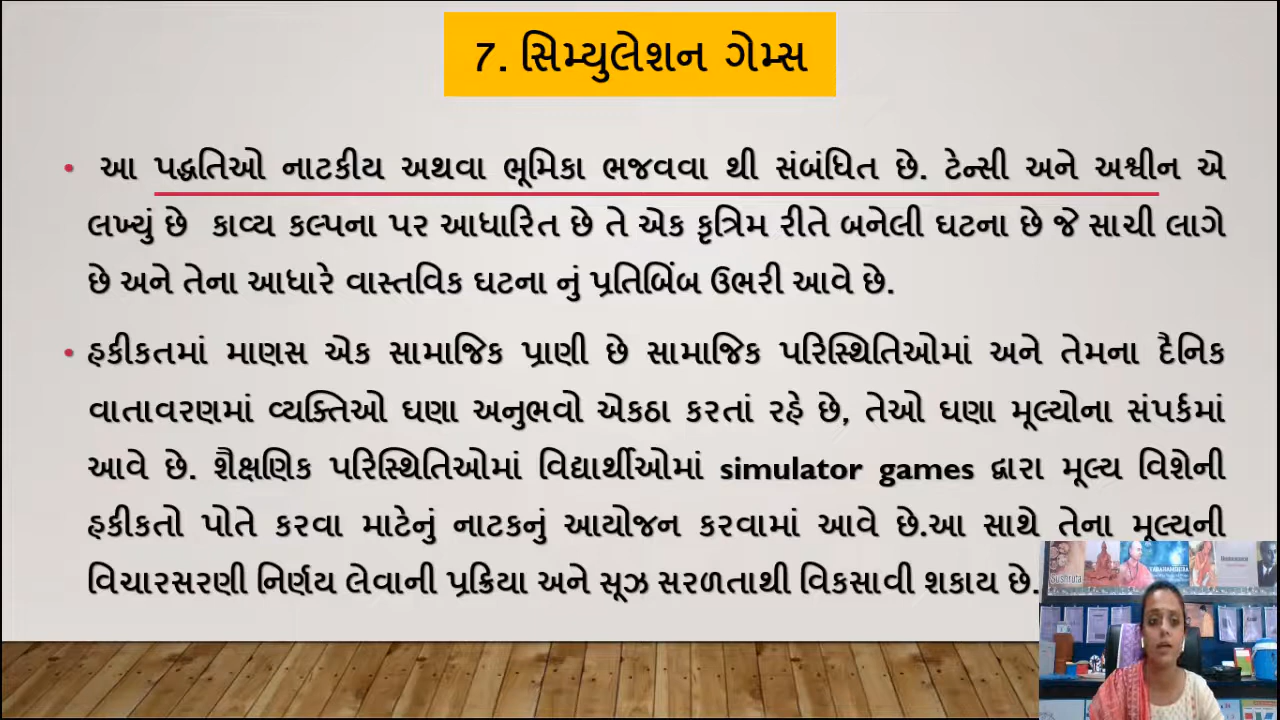 7. સિમ્યુલેશન ગેમ્સ
• આ પદ્ધતિઓ નાટકીય અથવા ભૂમિકા ભજવવા થી સંબંધિત છે. ટેન્સી અને અશ્વીન એ
લખ્યું છે કાવ્ય કલ્પના પર આધારિત છે તે એક કૃત્રિમ રીતે બનેલી ઘટના છે જે સાચી લાગે
છે અને તેના આધારે વાસ્તવિક ઘટના નું પ્રતિબિંબ ઉભરી આવે છે.
• હકીકતમાં માણસ એક સામાજિક પ્રાણી છે સામાજિક પરિસ્થિતિઓમાં અને તેમના દૈનિક
વાતાવરણમાં વ્યક્તિઓ ઘણા અનુભવો એકઠા કરતાં રહે છે, તેઓ ઘણા મૂલ્યોના સંપર્કમાં
આવે છે. શૈક્ષણિક પરિસ્થિતિઓમાં વિદ્યાર્થીઓમાં simulator games દ્વારા મૂલ્ય વિશેની
હકીકતો પોતે કરવા માટેનું નાટકનું આયોજન કરવામાં આવે છે.આ સાથે તેના મૂલ્યની
વિચારસરણી નિર્ણય લેવાની પ્રક્રિયા અને સૂઝ સરળતાથી વિકસાવી શકાય છે.
Sushruta